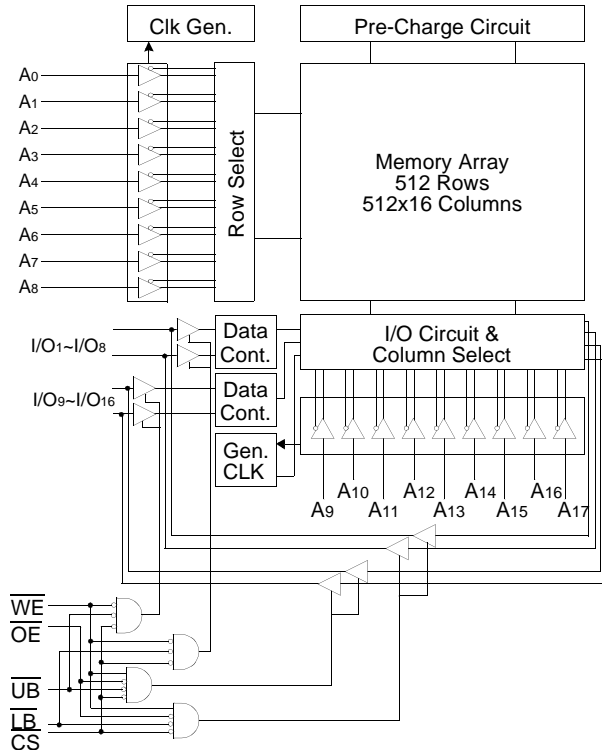 Clk Gen.
Pre-Charge Circuit
A0
A1
A2
A3
A4
A5
A6
A7
A8
Row Select
Memory Array
512 Rows
512x16 Columns
I/O1~I/O8
Data
Cont.
I/O Circuit &
Column Select
I/O9~I/O16
Data
Cont.
Gen.
CLK
A10
A12
A14
A16
A9
A11
A13
A15
A17
WE
OE
UB
LB
CS